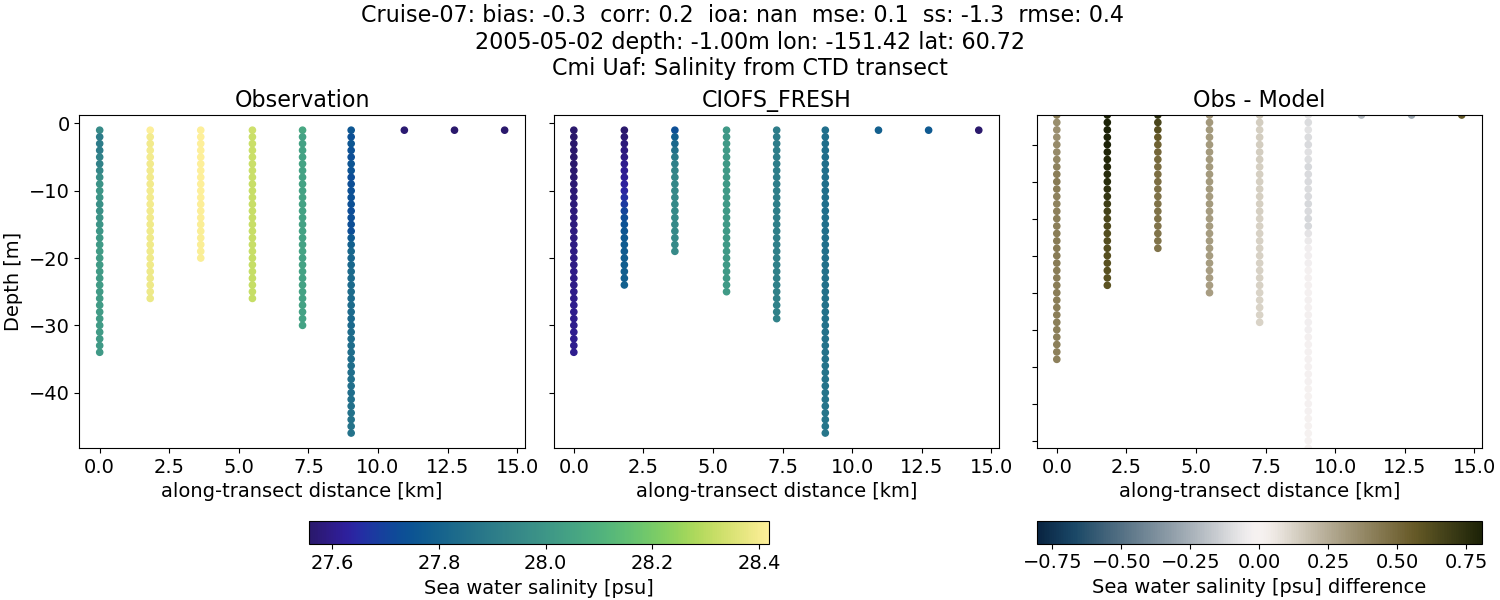 Cruise-07: bias: -0.3  corr: 0.2  ioa: nan  mse: 0.1  ss: -1.3  rmse: 0.4
2005-05-02 depth: -1.00m lon: -151.42 lat: 60.72
Cmi Uaf: Salinity from CTD transect
Observation
CIOFS_FRESH
Obs - Model
Depth [m]
0
−10
−20
−30
−40
0.0 2.5 5.0 7.5 10.0 12.5 15.0
0.0 2.5 5.0 7.5 10.0 12.5 15.0
0.0 2.5 5.0 7.5 10.0 12.5 15.0
along-transect distance [km]
along-transect distance [km]
along-transect distance [km]
27.6 27.8 28.0 28.2 28.4
Sea water salinity [psu]
−0.75 −0.50 −0.25 0.00 0.25 0.50 0.75
Sea water salinity [psu] difference